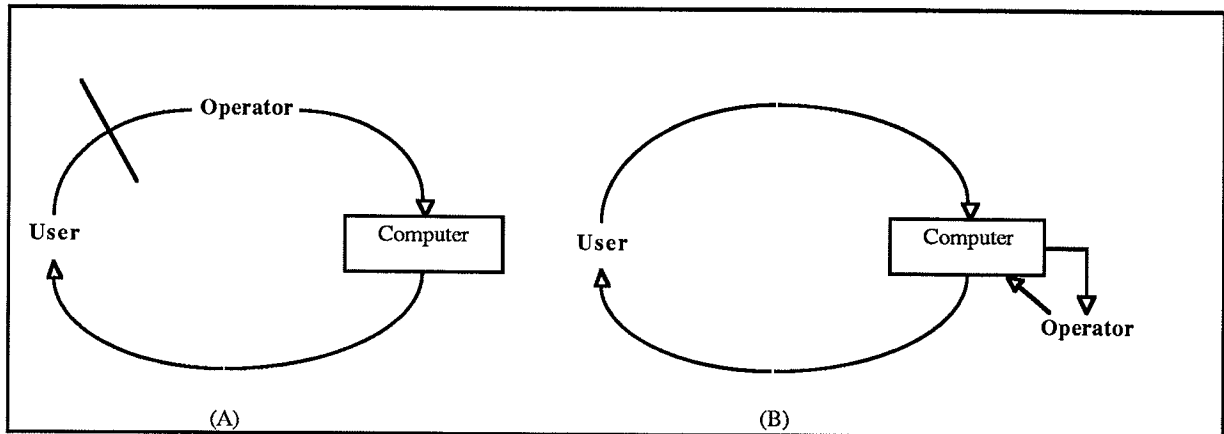 Operator
User
Computer
(A)
User
Computer
Operator
(B)